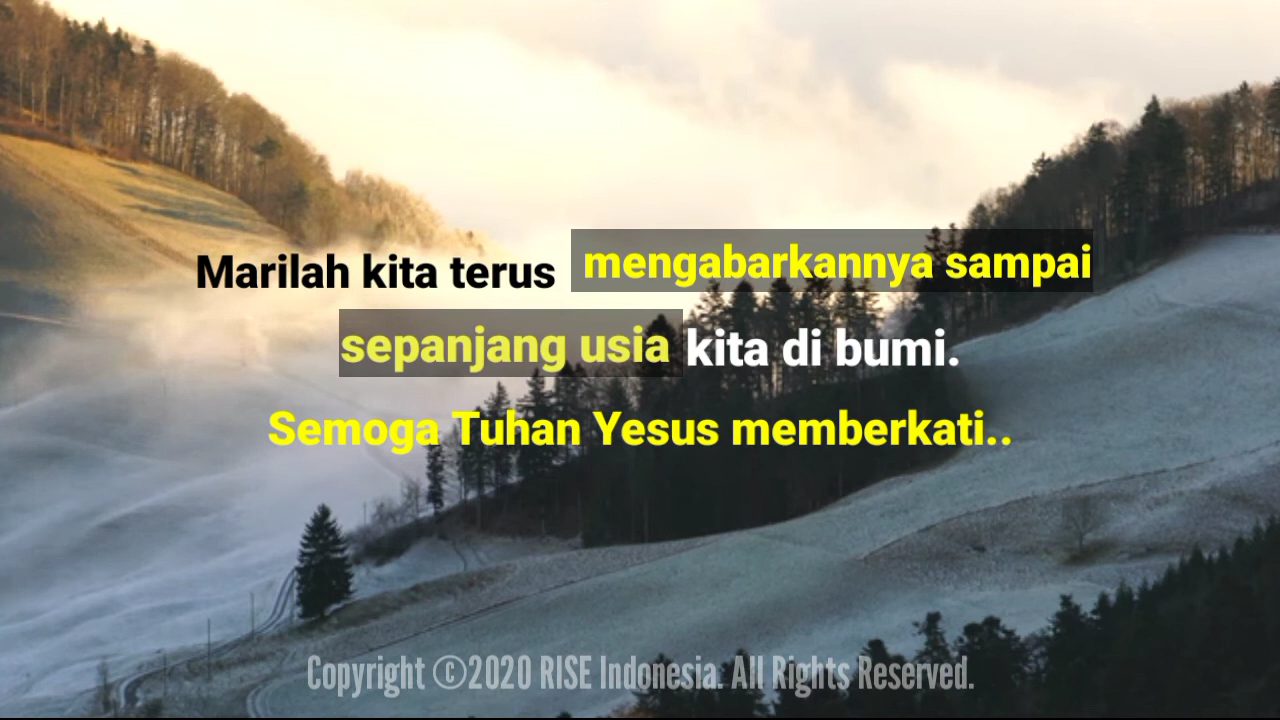 Marilah kita terus mengabarkannya sampai
sepanjang usia kita di bumi.
Semoga Tuhan Yesus memberkati..
Copyright ©2020 RISE Indonesia. All Rights Reserved.